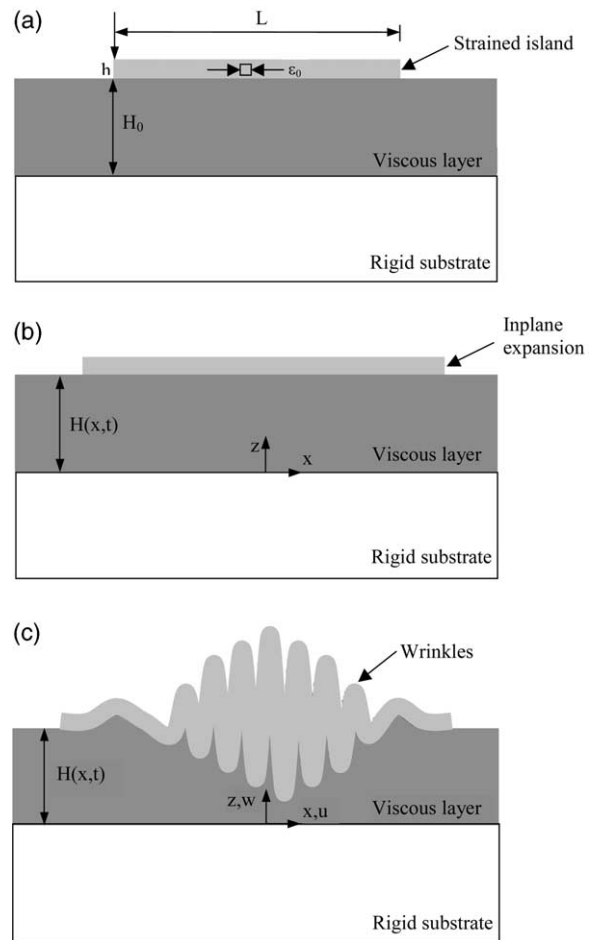 (a)
L
Strained island
h
ε₀
H₀
Viscous layer
Rigid substrate
(b)
Inplane
expansion
H(x,t)
z
x
Viscous layer
Rigid substrate
(c)
Wrinkles
H(x,t)
z,w
x,u
Viscous layer
Rigid substrate